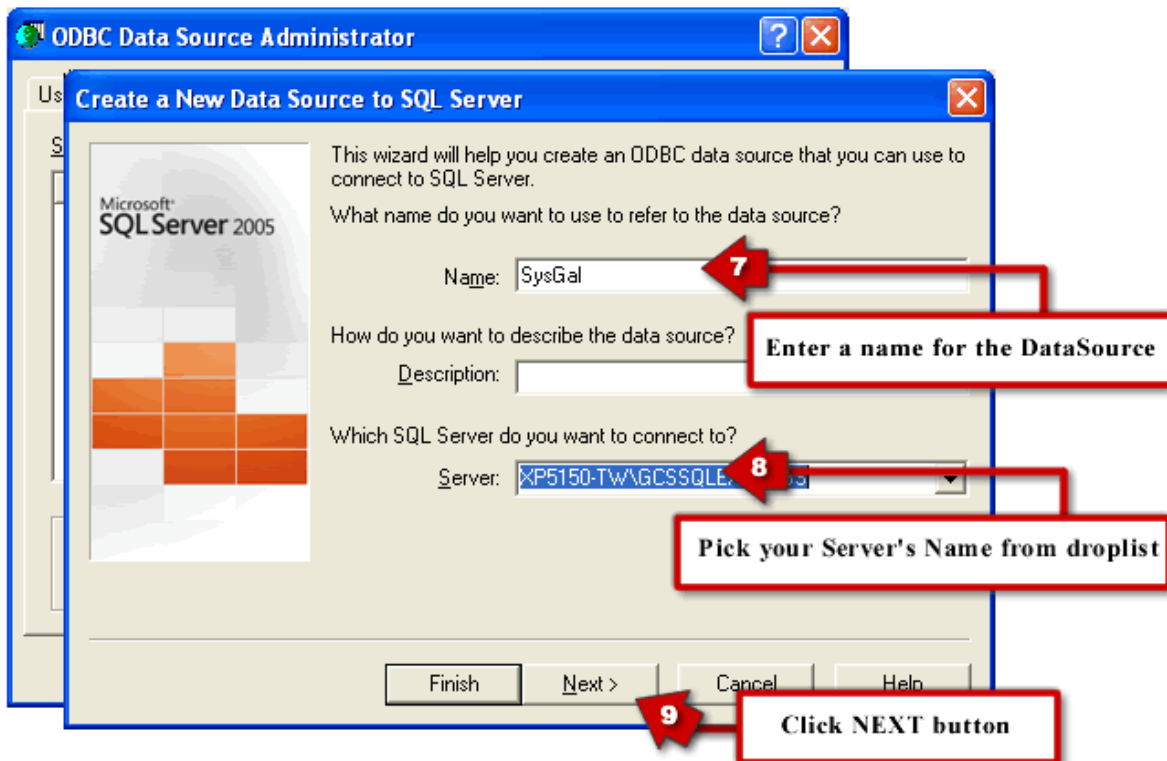 ODBC Data Source Administrator
Us
Create a New Data Source to SQL Server
S
Microsoft®
SQL Server 2005
This wizard will help you create an ODBC data source that you can use to
connect to SQL Server.
What name do you want to use to refer to the data source?
Name: SysGal
7
Enter a name for the DataSource
How do you want to describe the data source?
Description:
Which SQL Server do you want to connect to?
Server:
8
Pick your Server's Name from droplist
Finish Next > Cancel Help
9
Click NEXT button